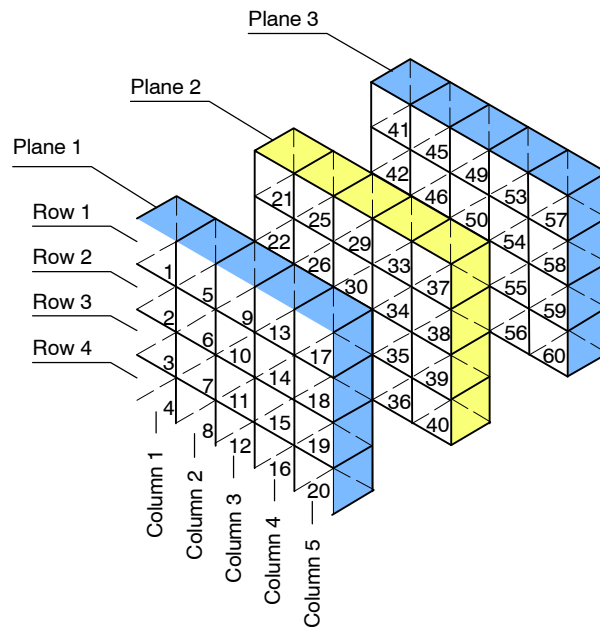 Plane 3
Plane 2
Plane 1
Row 1
Row 2
Row 3
Row 4
1 5 9 13 17
2 6 10 14 18
3 7 11 15 19
4 8 12 16 20
21 25 29 33 37
22 26 30 34 38
35 39
36 40
41 45 49 53 57
42 46 50 54 58
55 59
56 60
Column 1
Column 2
Column 3
Column 4
Column 5